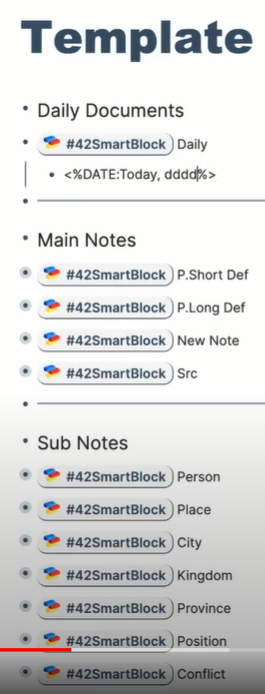 Template
Daily Documents
#42SmartBlock Daily
<%DATE:Today, dddd%>
Main Notes
#42SmartBlock P.Short Def
#42SmartBlock P.Long Def
#42SmartBlock New Note
#42SmartBlock Src
Sub Notes
#42SmartBlock Person
#42SmartBlock Place
#42SmartBlock City
#42SmartBlock Kingdom
#42SmartBlock Province
#42SmartBlock Position
#42SmartBlock Conflict